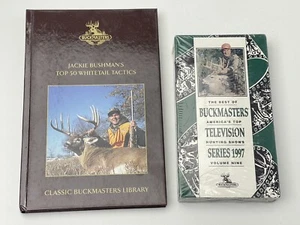 BUCKMASTERS
JACKIE BUSHMAN'S
TOP 50 WHITETAIL TACTICS
CLASSIC BUCKMASTERS LIBRARY
THE BEST OF
BUCKMASTERS
AMERICA'S TOP
TELEVISION
HUNTING SHOWS
SERIES 1997
VOLUME NINE
BUCKMASTERS